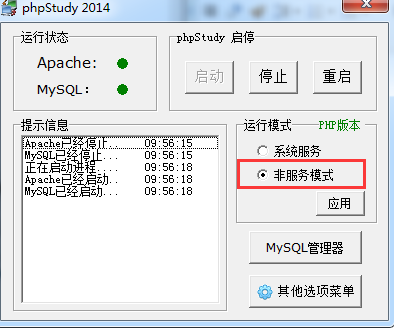 phpStudy 2014
运行状态
Apache:
MySQL:
phpStudy 启停
启动
停止
重启
提示信息
Apache已经停止... 09:56:15
MySQL已经停止... 09:56:15
正在启动进程.... 09:56:18
Apache已经启动.. 09:56:18
MySQL已经启动... 09:56:18
运行模式
PHP版本
系统服务
非服务模式
应用
MySQL管理器
其他选项菜单